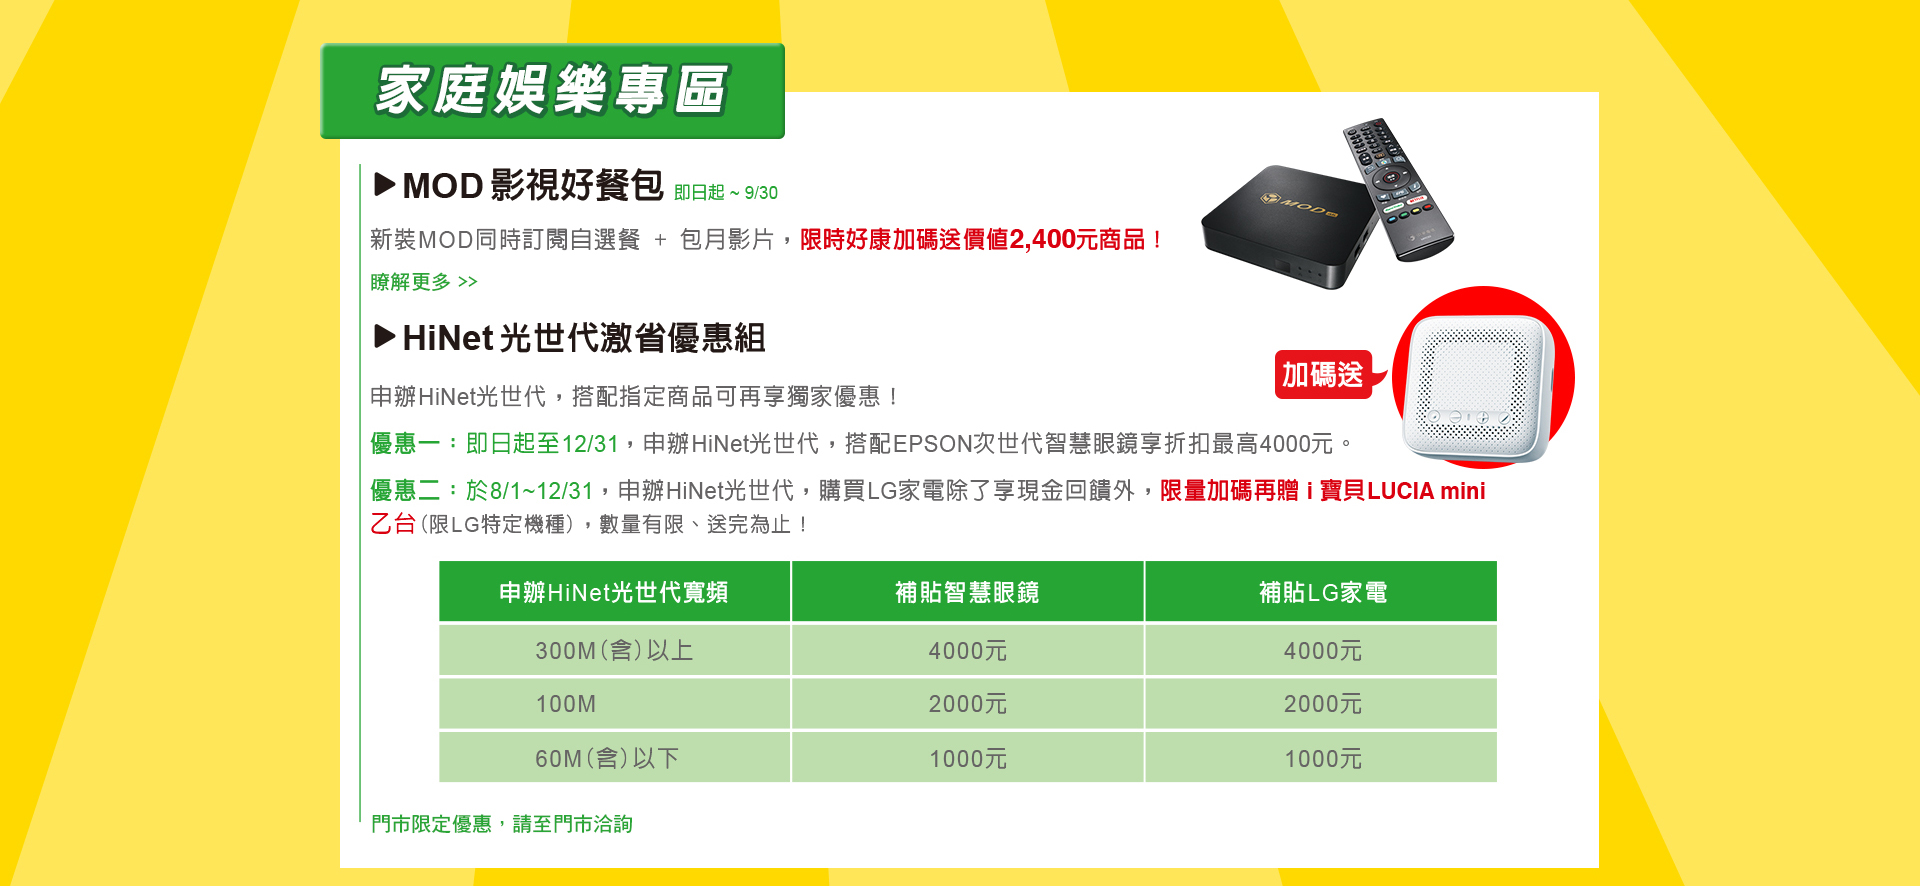 家庭娛樂專區
▶MOD 影視好餐包 即日起 ~ 9/30
新裝MOD同時訂閱自選餐 + 包月影片，限時好康加碼送價值2,400元商品！
瞭解更多 >>
MOD
▶HiNet 光世代激省優惠組
加碼送
申辦HiNet光世代，搭配指定商品可再享獨家優惠！
優惠一：即日起至12/31，申辦HiNet光世代，搭配EPSON次世代智慧眼鏡享折扣最高4000元。
優惠二：於8/1~12/31，申辦HiNet光世代，購買LG家電除了享現金回饋外，限量加碼再贈 i 寶貝LUCIA mini
乙台（限LG特定機種），數量有限、送完為止！
申辦HiNet光世代寬頻 補貼智慧眼鏡 補貼LG家電
300M（含）以上 4000元 4000元
100M 2000元 2000元
60M（含）以下 1000元 1000元
門市限定優惠，請至門市洽詢